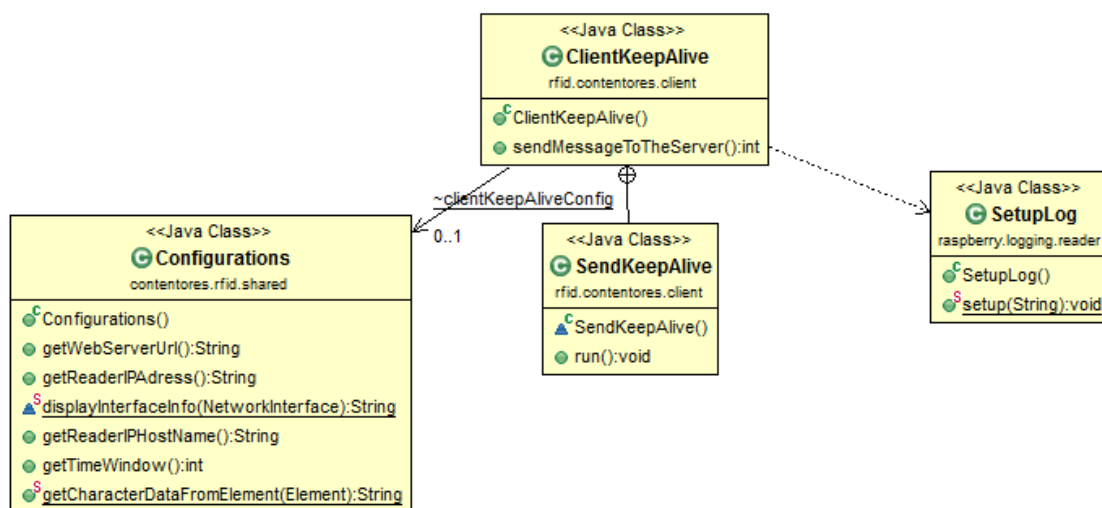 <<Java Class>>
ClientKeepAlive
rfid.contentores.client
ClientKeepAlive()
sendMessageToTheServer():int
~clientKeepAliveConfig
0..1
<<Java Class>>
Configurations
contentores.rfid.shared
Configurations()
getWebServerUrl():String
getReaderIPAdress():String
displayInterfaceInfo(NetworkInterface):String
getReaderIPHostName():String
getTimeWindow():int
getCharacterDataFromElement(Element):String
<<Java Class>>
SendKeepAlive
rfid.contentores.client
SendKeepAlive()
run():void
<<Java Class>>
SetupLog
raspberry.logging.reader
SetupLog()
setup(String):void